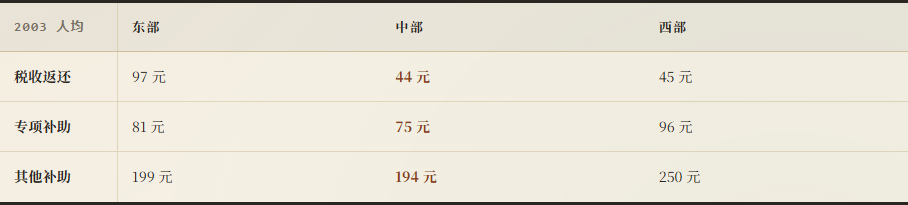 2003 人均 东部 中部 西部
税收返还 97 元 44 元 45 元
专项补助 81 元 75 元 96 元
其他补助 199 元 194 元 250 元